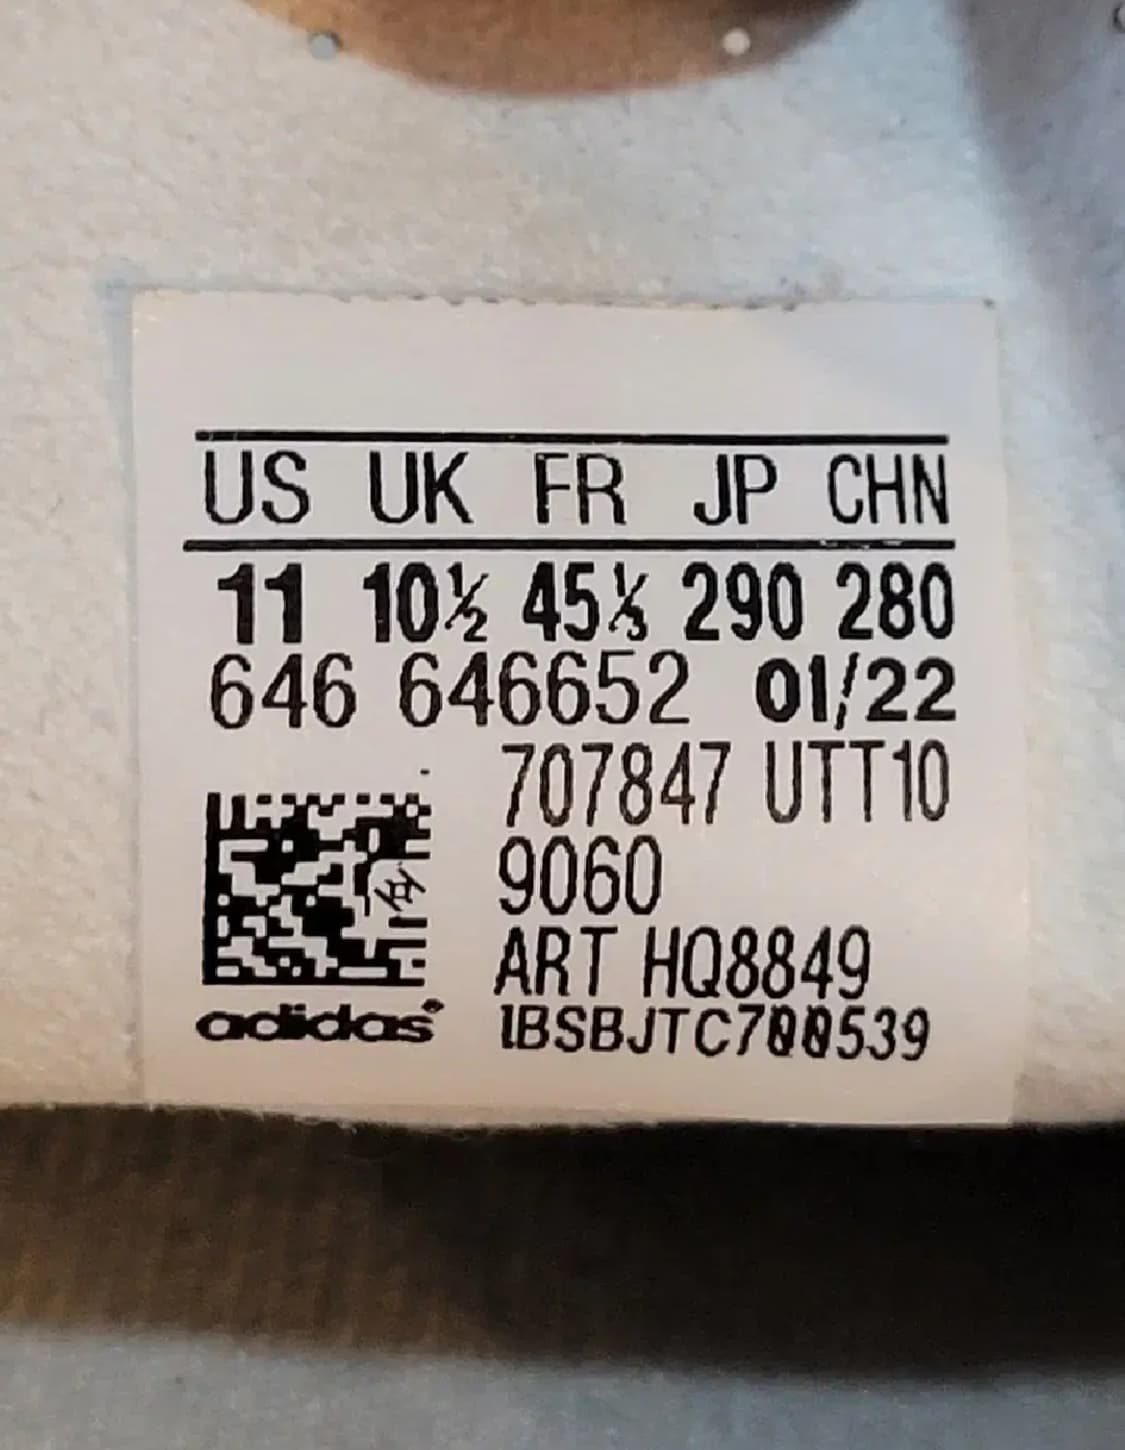 US UK FR JP CHN
11 10½ 45⅓ 290 280
646 646652 01/22
707847 UTT10
9060
ART HQ8849
adidas® 1BSBJTC700539